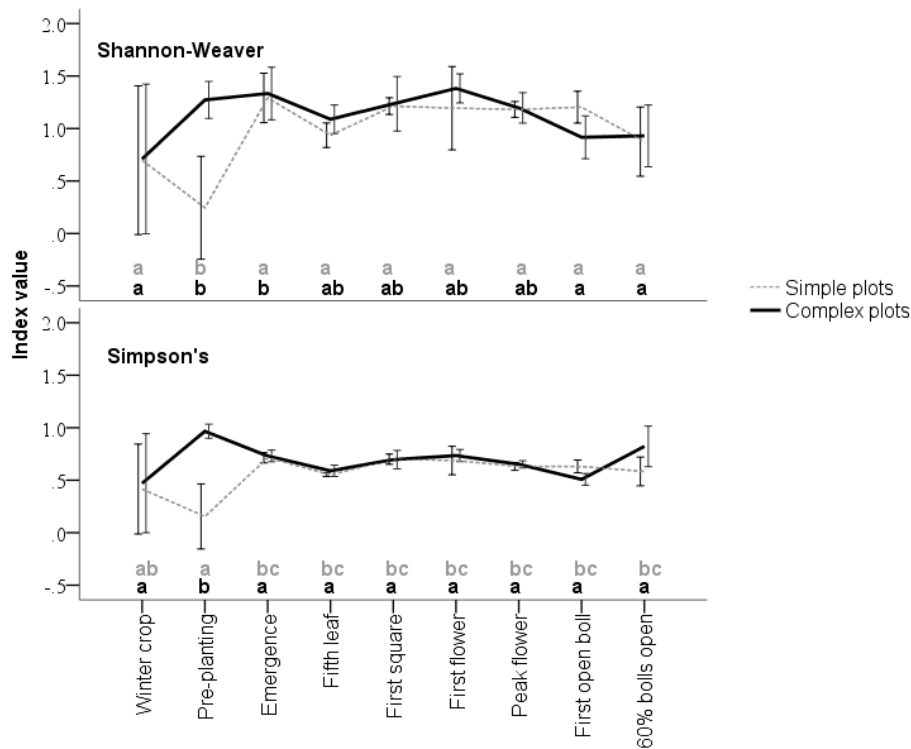 2.0
Shannon-Weaver
1.5
1.0
.5
.0
a b a a a a a a a
-.5
a b b ab ab ab ab a a
Index value
Simple plots
Complex plots
2.0
Simpson's
1.5
1.0
.5
.0
ab a bc bc bc bc bc bc bc
-.5
a b a a a a a a a
Winter crop
Pre-planting
Emergence
Fifth leaf
First square
First flower
Peak flower
First open boll
60% bolls open